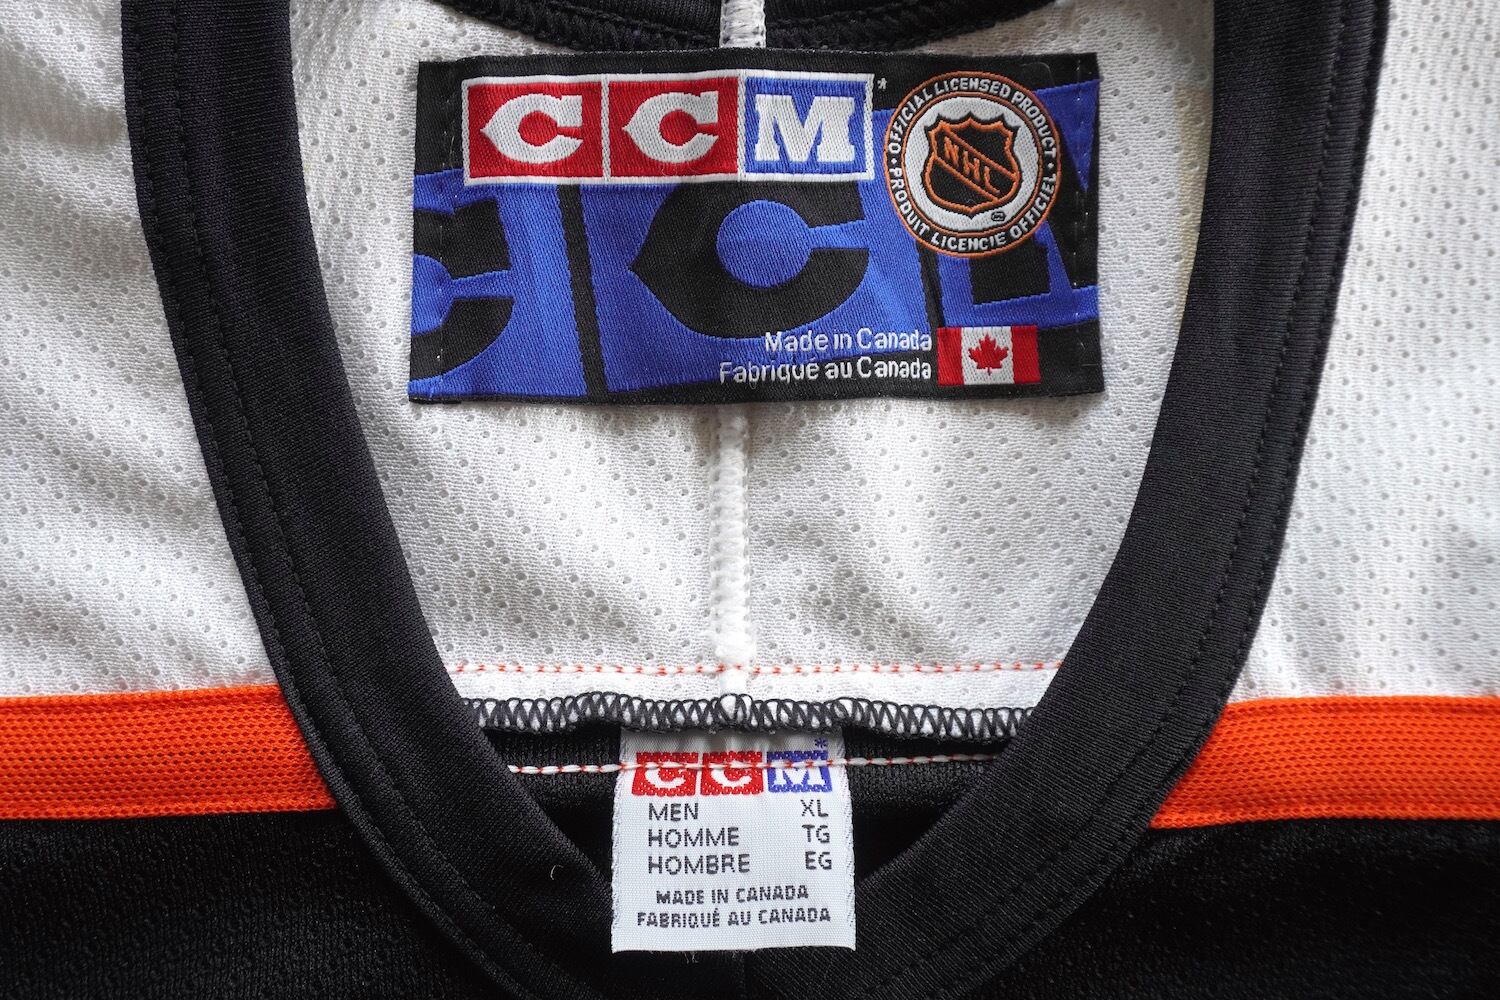 CCM*
OFFICIAL LICENSED PRODUCT •
PRODUIT LICENCIE OFFICIEL •
NHL
Made in Canada
Fabriqué au Canada
CCM*
MEN XL
HOMME TG
HOMBRE EG
MADE IN CANADA
FABRIQUÉ AU CANADA